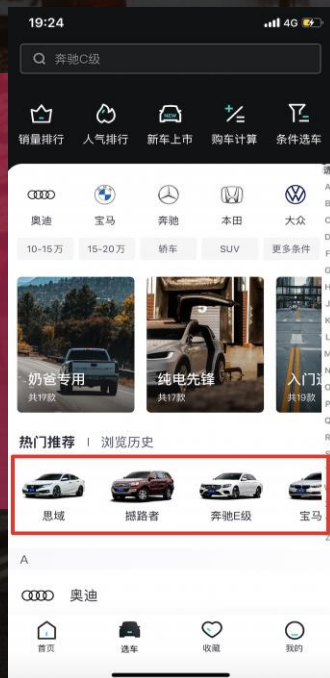 19:24
4G
奔驰C级
销量排行 人气排行 新车上市 购车计算 条件选车
NEW
奥迪 宝马 奔驰 本田 大众
10-15万 15-20万 轿车 SUV 更多条件
奶爸专用 纯电先锋
共17款 共17款 共19款
热门推荐 | 浏览历史
思域 撼路者 奔驰E级 宝马
A
奥迪
首页 选车 收藏 我的
A
B
C
D
F
G
H
J
K
L
M
N
O
P
Q
R
Z